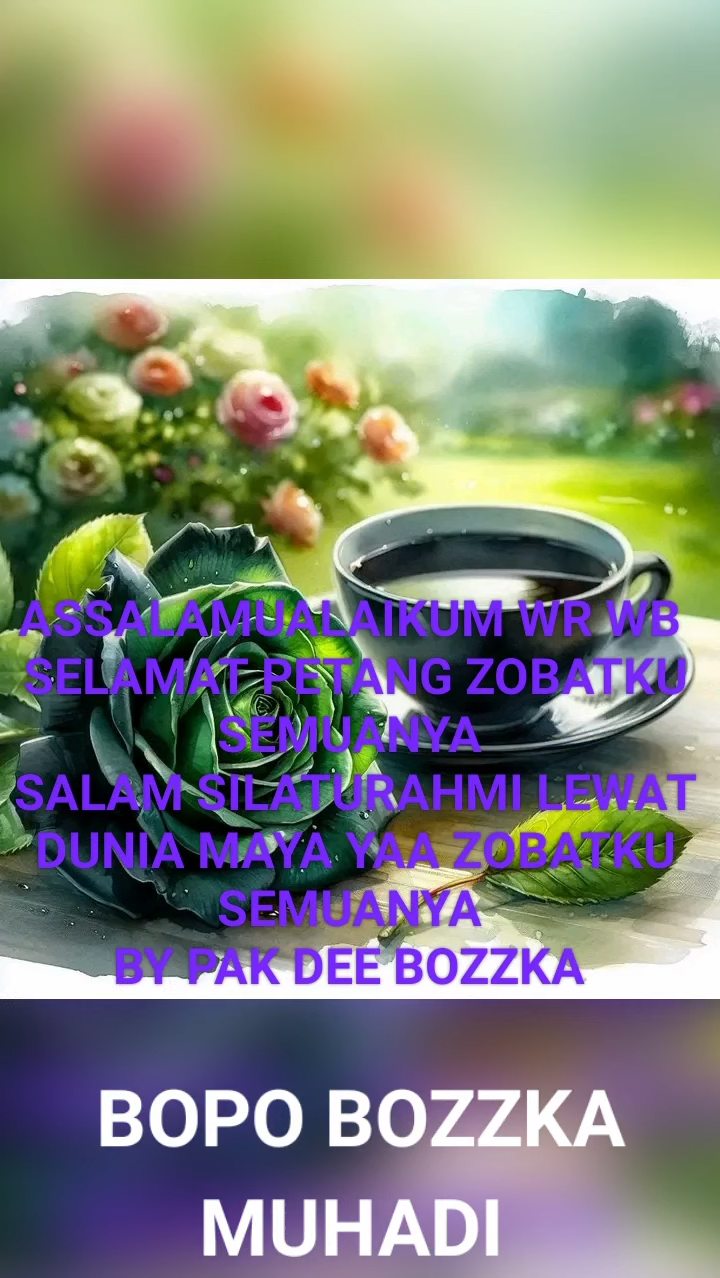 ASSALAMUALAIKUM WR WB
SELAMAT PETANG ZOBATKU
SEMUANYA
SALAM SILATURAHMI LEWAT
DUNIA MAYA YAA ZOBATKU
SEMUANYA
BY PAK DEE BOZZKA
BOPO BOZZKA
MUHADI